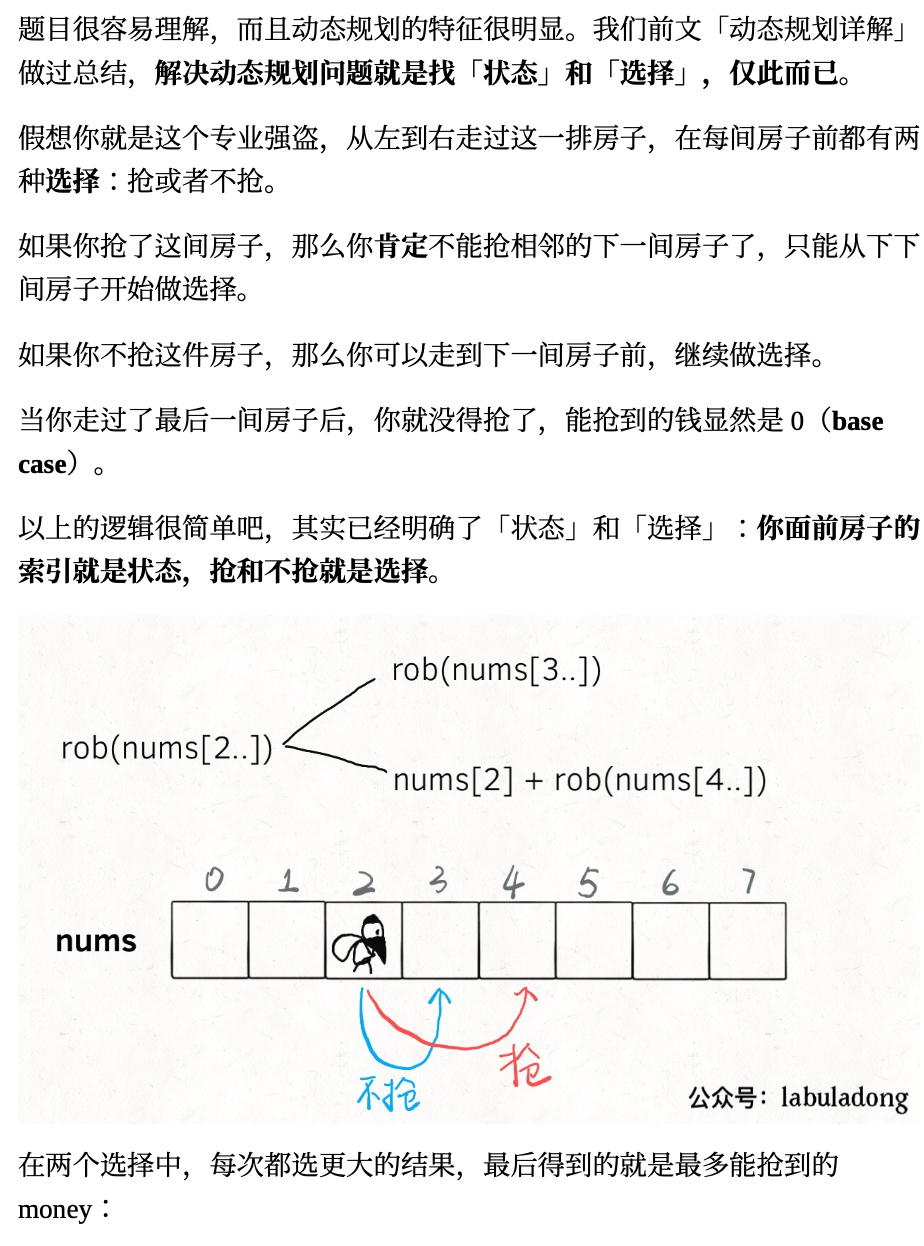 题目很容易理解，而且动态规划的特征很明显。我们前文「动态规划详解」
做过总结，解决动态规划问题就是找「状态」和「选择」，仅此而已。
假想你就是这个专业强盗，从左到右走过这一排房子，在每间房子前都有两
种选择：抢或者不抢。
如果你抢了这间房子，那么你肯定不能抢相邻的下一间房子了，只能从下下
间房子开始做选择。
如果你不抢这件房子，那么你可以走到下一间房子前，继续做选择。
当你走过了最后一间房子后，你就没得抢了，能抢到的钱显然是 0（base
case）。
以上的逻辑很简单吧，其实已经明确了「状态」和「选择」：你面前房子的
索引就是状态，抢和不抢就是选择。
rob(nums[3..])
rob(nums[2..])
nums[2] + rob(nums[4..])
0 1 2 3 4 5 6 7
nums
不抢
抢
公众号：labuladong
在两个选择中，每次都选更大的结果，最后得到的就是最多能抢到的
money：